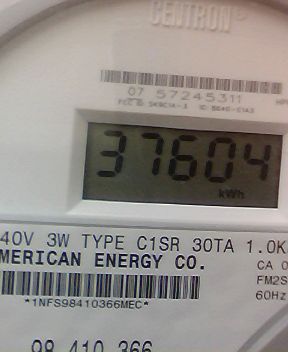 CENTRON®
07 57245311
37604
kWh
40V 3W TYPE C1SR 30TA 1.0K
MERICAN ENERGY CO.
CA 0
FM2S
60Hz
*1NFS98410366MEC*
98 410 366